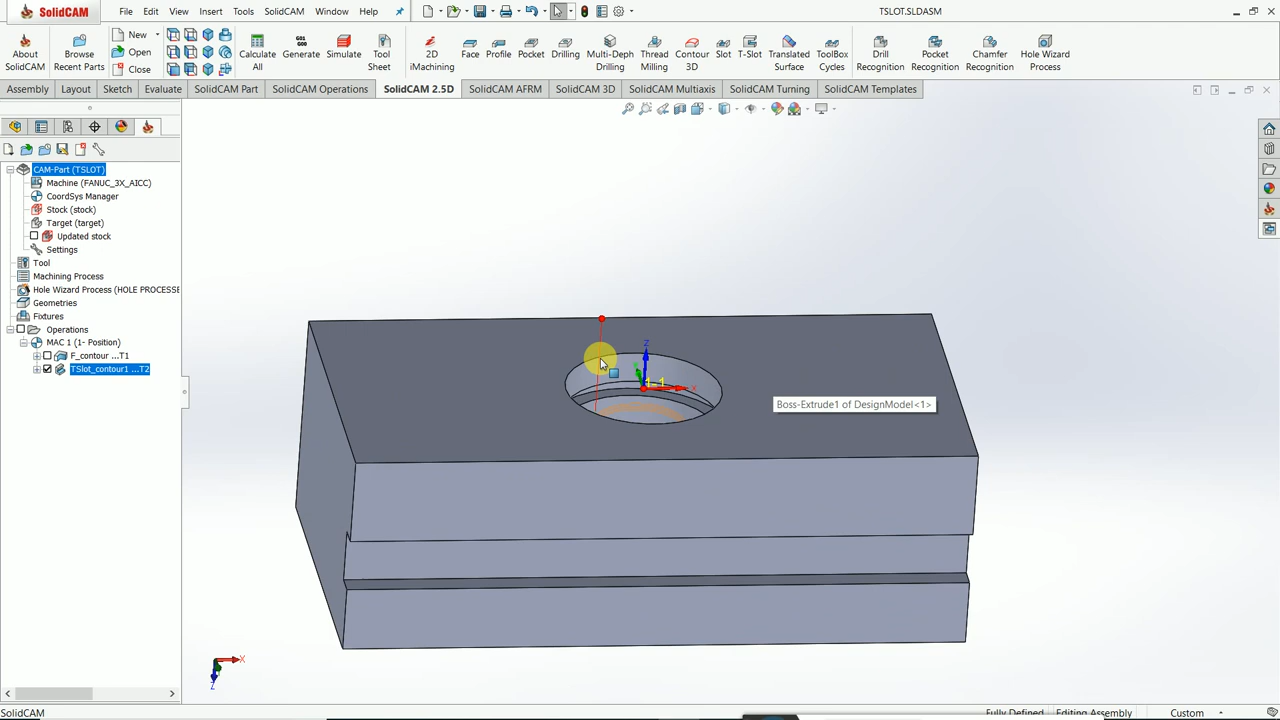 SolidCAM
File Edit View Insert Tools SolidCAM Window Help
TSLOT.SLDASM
About SolidCAM
Browse Recent Parts
New
Open
Close
Calculate All
Generate
Simulate
Tool Sheet
2D iMachining
Face
Profile
Pocket
Drilling
Multi-Depth Drilling
Thread Milling
Contour 3D
Slot
T-Slot
Translated Surface
ToolBox Cycles
Drill Recognition
Pocket Recognition
Chamfer Recognition
Hole Wizard Process
Assembly Layout Sketch Evaluate SolidCAM Part SolidCAM Operations SolidCAM 2.5D SolidCAM AFRM SolidCAM 3D SolidCAM Multiaxis SolidCAM Turning SolidCAM Templates
CAM-Part (TSLOT)
Machine (FANUC_3X_AICC)
CoordSys Manager
Stock (stock)
Target (target)
Updated stock
Settings
Tool
Machining Process
Hole Wizard Process (HOLE PROCESSE
Geometries
Fixtures
Operations
MAC 1 (1- Position)
F_contour ...T1
TSlot_contour1 ...T2
Z
X
Boss-Extrude1 of DesignModel<1>
X
Z
SolidCAM
Fully Defined Editing Assembly Custom